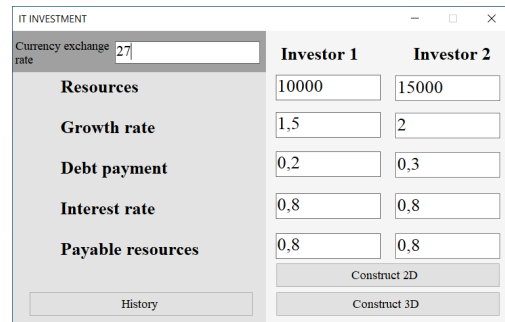 IT INVESTMENT
Currency exchange
rate
27
Investor 1 Investor 2
Resources 10000 15000
Growth rate 1,5 2
Debt payment 0,2 0,3
Interest rate 0,8 0,8
Payable resources 0,8 0,8
Construct 2D
History Construct 3D